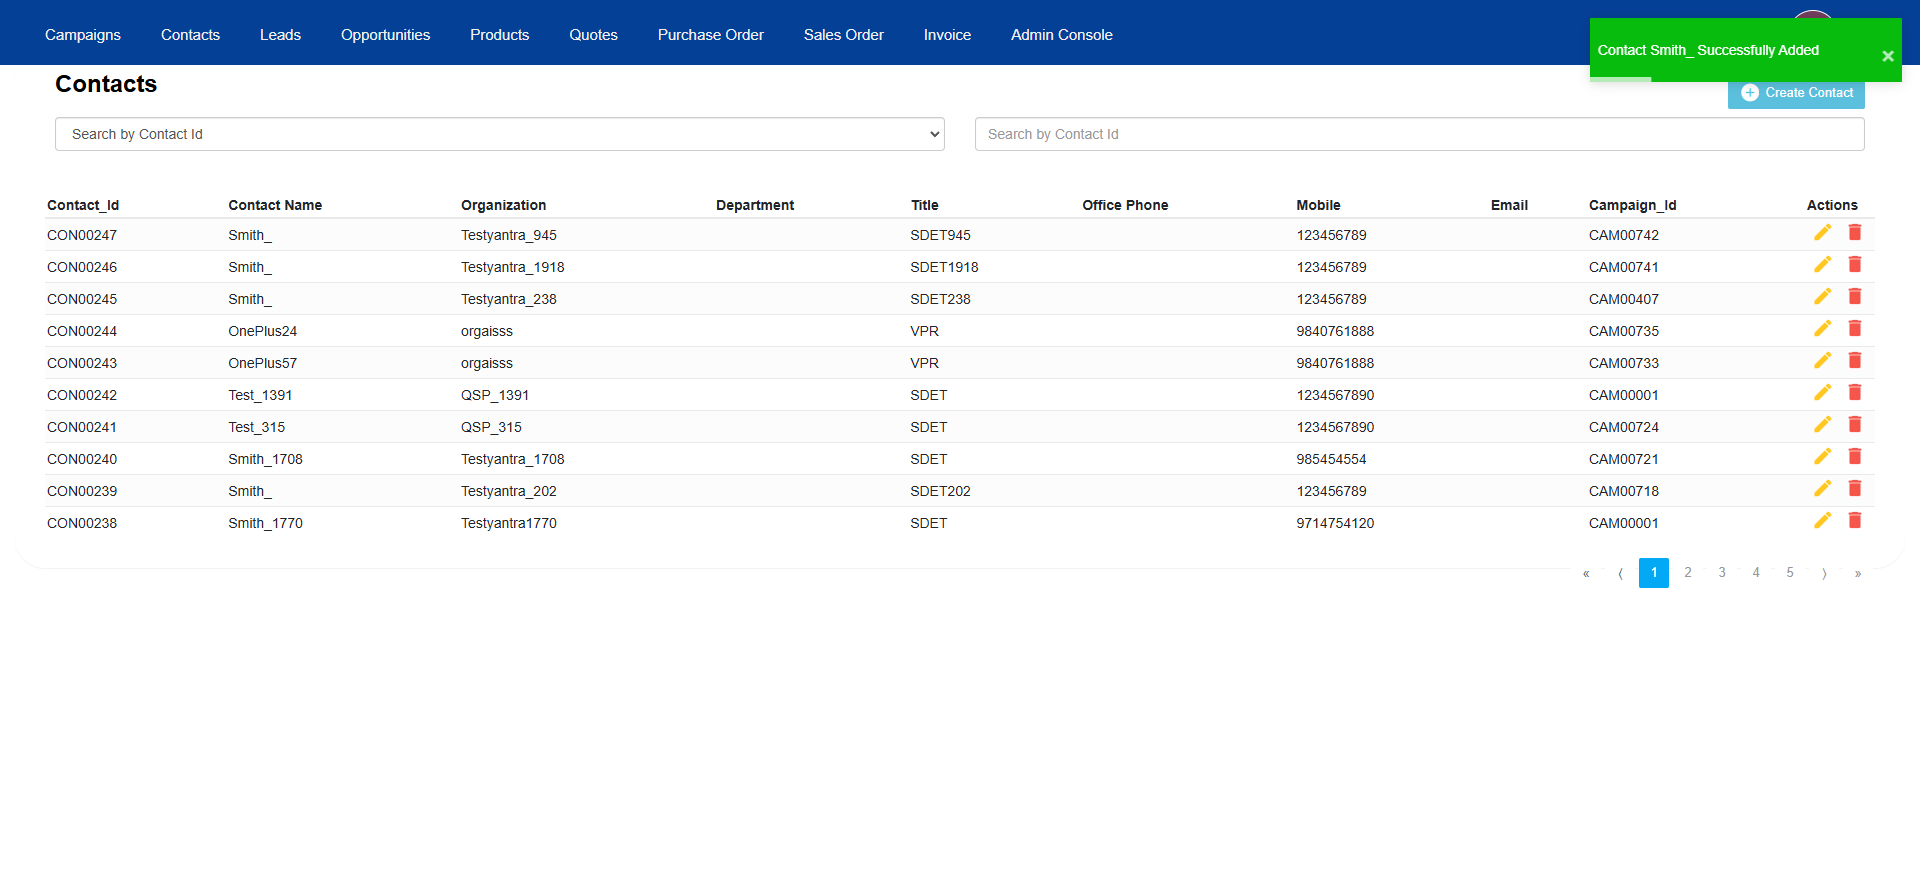 Campaigns Contacts Leads Opportunities Products Quotes Purchase Order Sales Order Invoice Admin Console
Contact Smith_ Successfully Added ×
Contacts
Create Contact
Search by Contact Id Search by Contact Id
Contact_Id Contact Name Organization Department Title Office Phone Mobile Email Campaign_Id Actions
CON00247 Smith_ Testyantra_945 SDET945 123456789 CAM00742
CON00246 Smith_ Testyantra_1918 SDET1918 123456789 CAM00741
CON00245 Smith_ Testyantra_238 SDET238 123456789 CAM00407
CON00244 OnePlus24 orgaisss VPR 9840761888 CAM00735
CON00243 OnePlus57 orgaisss VPR 9840761888 CAM00733
CON00242 Test_1391 QSP_1391 SDET 1234567890 CAM00001
CON00241 Test_315 QSP_315 SDET 1234567890 CAM00724
CON00240 Smith_1708 Testyantra_1708 SDET 985454554 CAM00721
CON00239 Smith_ Testyantra_202 SDET202 123456789 CAM00718
CON00238 Smith_1770 Testyantra1770 SDET 9714754120 CAM00001
« ⟨ 1 2 3 4 5 ⟩ »